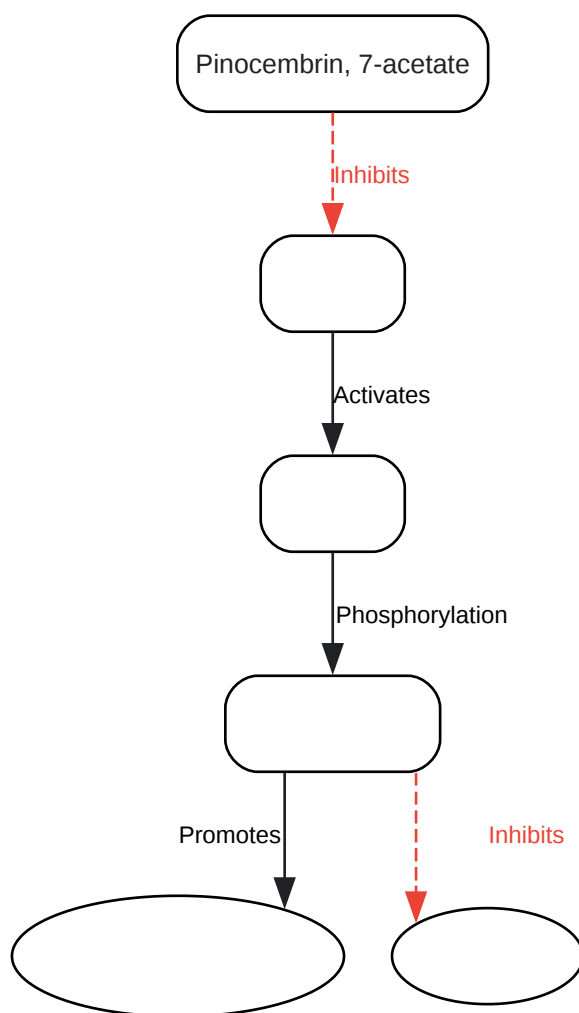 Pinocembrin, 7-acetate
Inhibits
Activates
Phosphorylation
Promotes
Inhibits